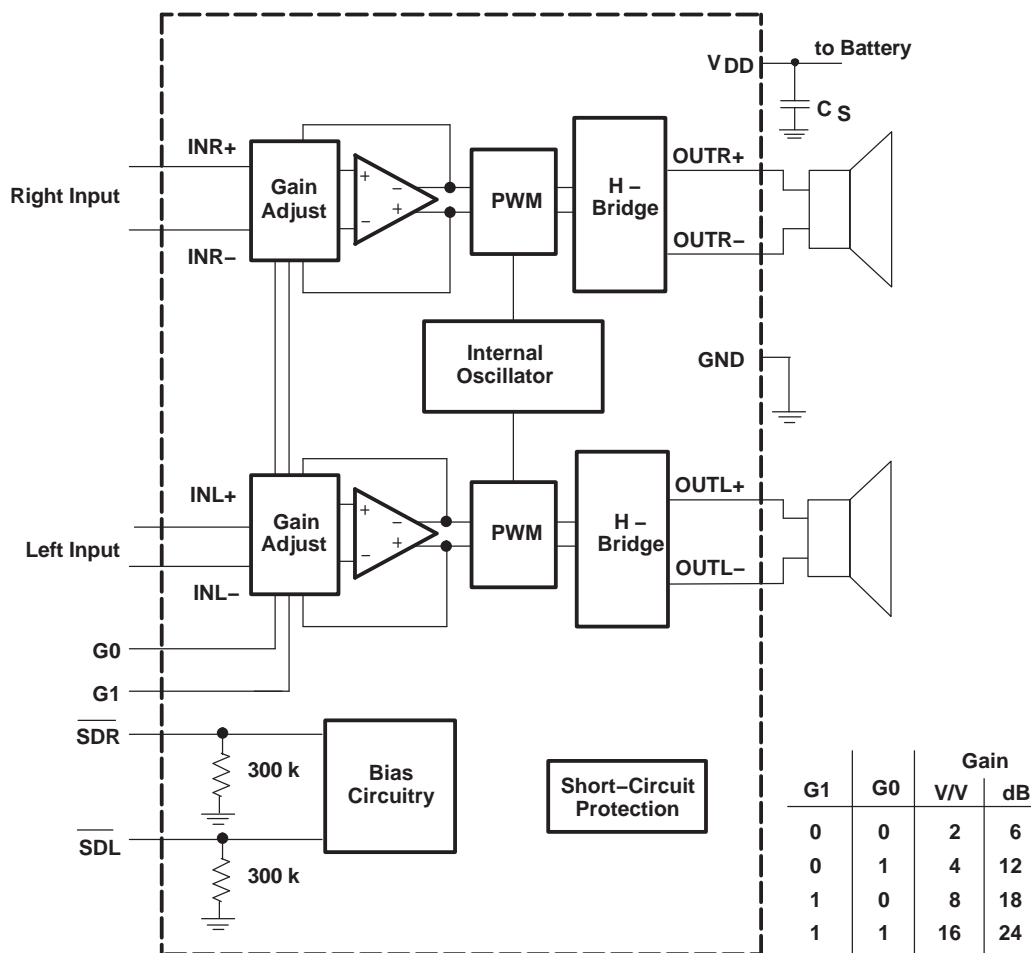 to Battery
VDD
CS
INR+
OUTR+
Right Input
Gain
Adjust
+
−
−
+
PWM
H −
Bridge
INR−
OUTR−
Internal
Oscillator
GND
INL+
OUTL+
Left Input
Gain
Adjust
+
−
−
+
PWM
H −
Bridge
INL−
OUTL−
G0
G1
SDR
300 k
Bias
Circuitry
Short−Circuit
Protection
SDL
300 k
Gain
G1 G0 V/V dB
0 0 2 6
0 1 4 12
1 0 8 18
1 1 16 24